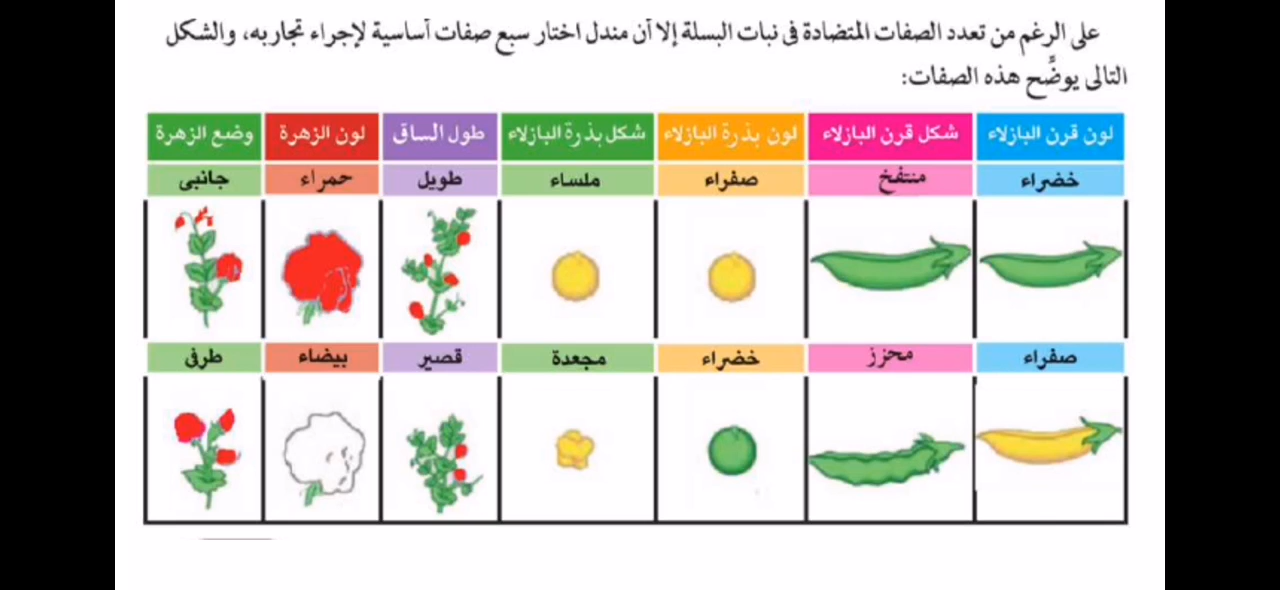 على الرغم من تعدد الصفات المتضادة فى نبات البسلة إلا أن مندل اختار سبع صفات أساسية لإجراء تجاربه، والشكل
التالى يوضِّح هذه الصفات:
لون قرن البازلاء شكل قرن البازلاء لون بذرة البازلاء شكل بذرة البازلاء طول الساق لون الزهرة وضع الزهرة
خضراء منتفخ صفراء ملساء طويل حمراء جانبى
صفراء محزز خضراء مجعدة قصير بيضاء طرفى